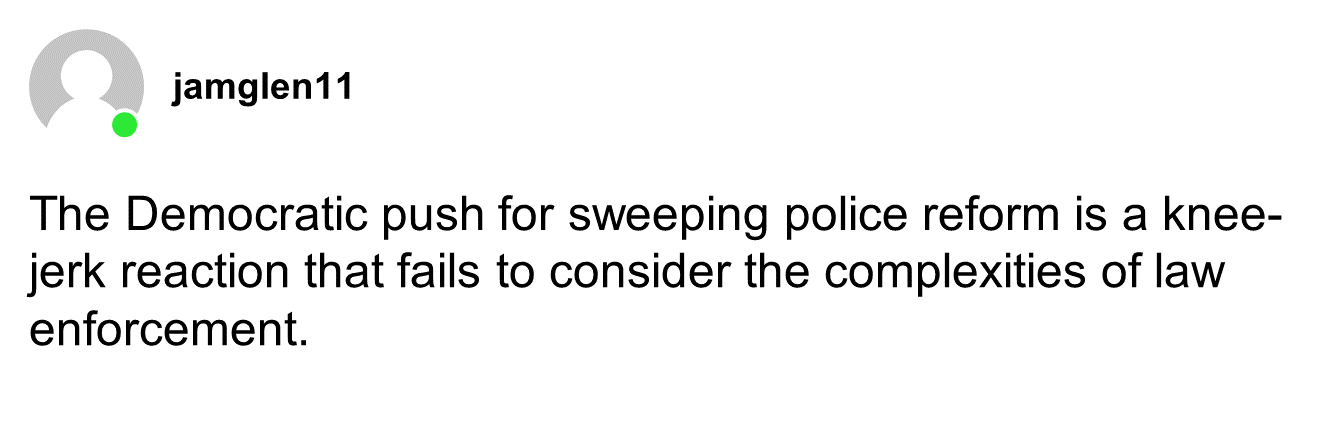 jamglen11
The Democratic push for sweeping police reform is a knee-
jerk reaction that fails to consider the complexities of law
enforcement.